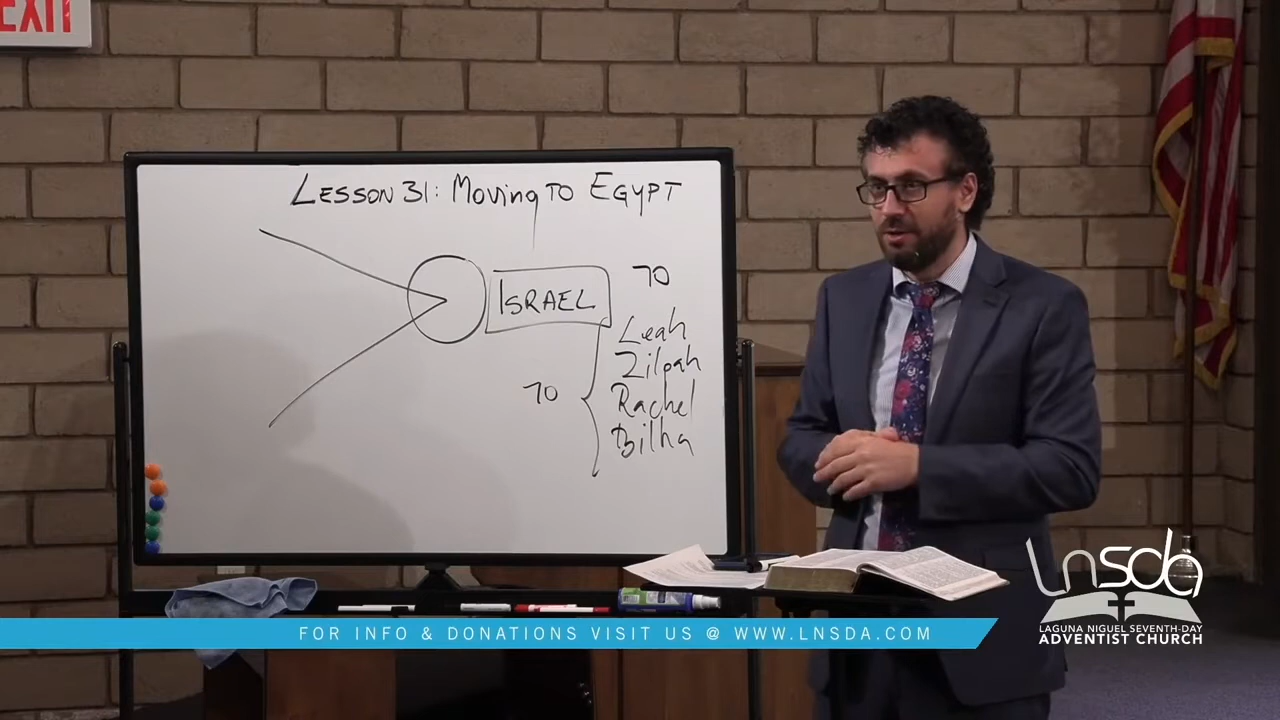 EXIT
LESSON 31: MOVING TO EGYPT
ISRAEL
70
Leah
Zilpah
70
Rachel
Bilha
FOR INFO & DONATIONS VISIT US @ WWW.LNSDA.COM
Lnsda
LAGUNA NIGUEL SEVENTH-DAY
ADVENTIST CHURCH